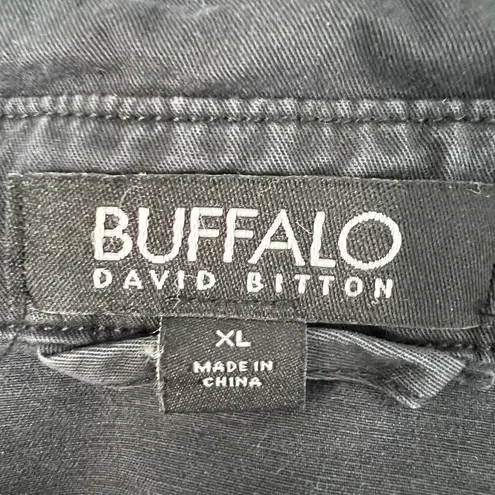 BUFFALO
DAVID BITTON
XL
MADE IN
CHINA